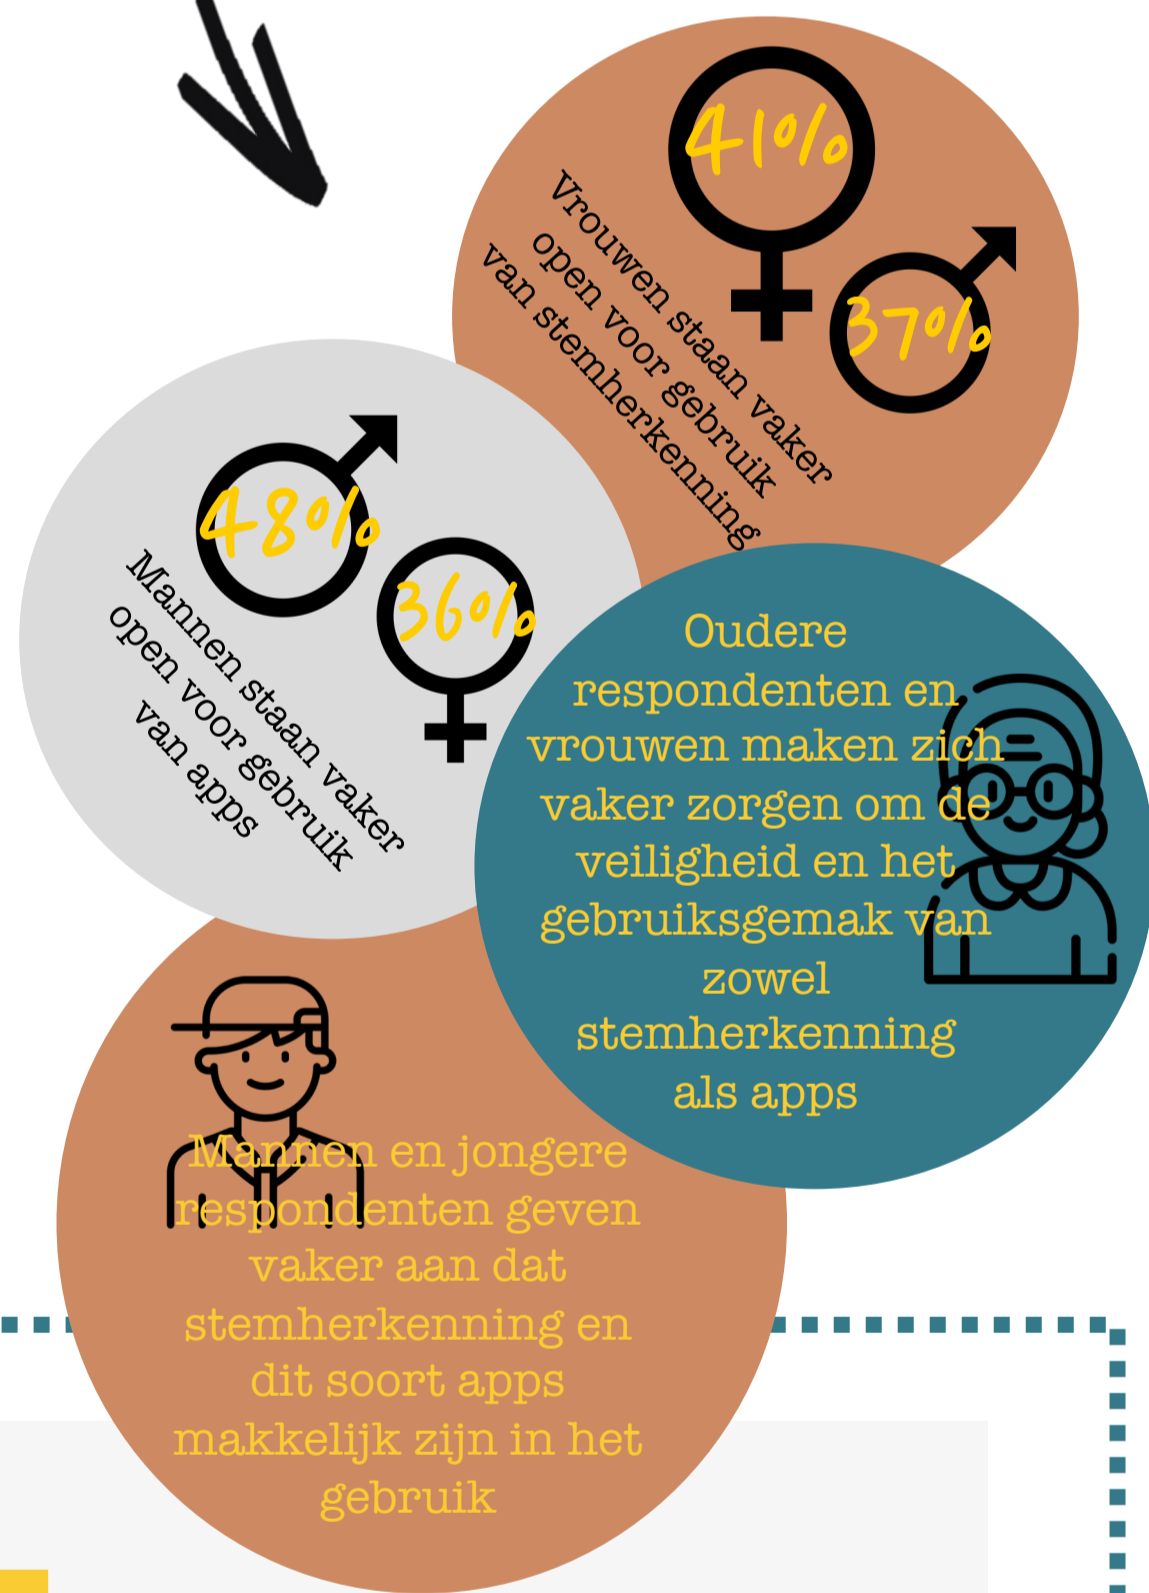 41%
37%
Vrouwen staan vaker
open voor gebruik
van stemherkenning
48%
36%
Mannen staan vaker
open voor gebruik
van apps
Oudere
respondenten en
vrouwen maken zich
vaker zorgen om de
veiligheid en het
gebruiksgemak van
zowel
stemherkenning
als apps
Mannen en jongere
respondenten geven
vaker aan dat
stemherkenning en
dit soort apps
makkelijk zijn in het
gebruik